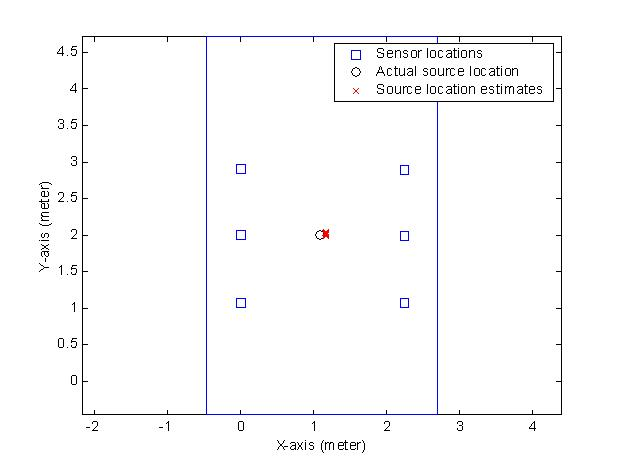 4.5
4
3.5
3
2.5
2
1.5
1
0.5
0
Y-axis (meter)
Sensor locations
Actual source location
Source location estimates
-2 -1 0 1 2 3 4
X-axis (meter)